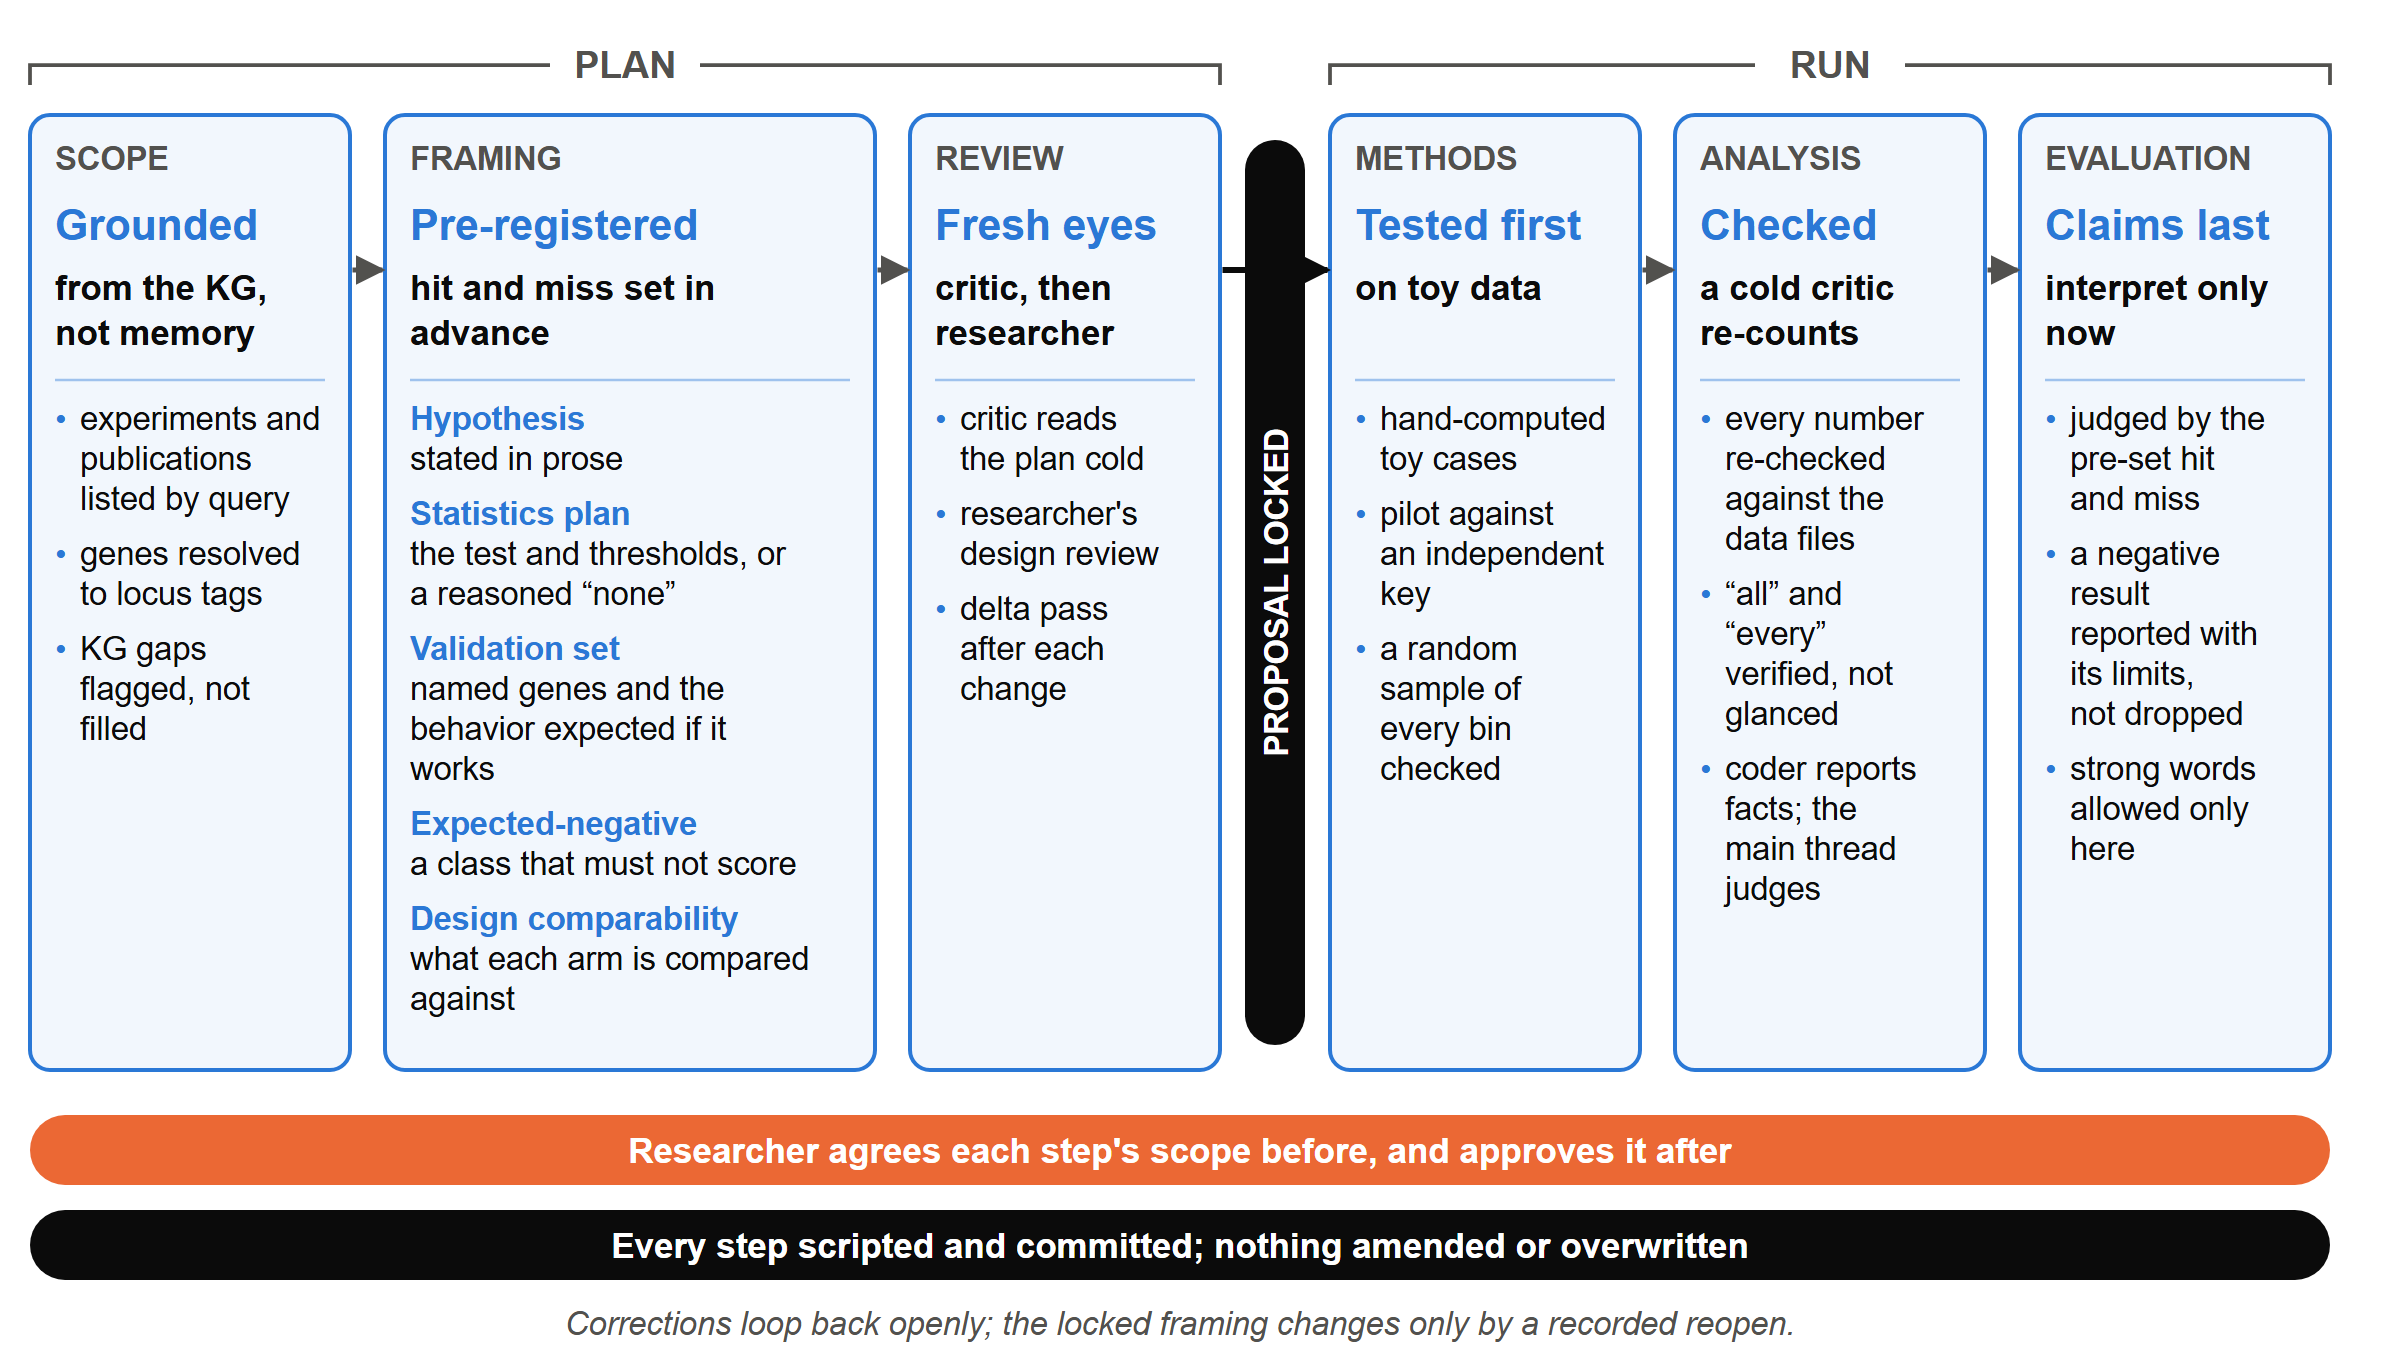 PLAN
RUN
SCOPE
Grounded
from the KG,
not memory
• experiments and
publications
listed by query
• genes resolved
to locus tags
• KG gaps
flagged, not
filled
FRAMING
Pre-registered
hit and miss set in
advance
Hypothesis
stated in prose
Statistics plan
the test and thresholds, or
a reasoned “none”
Validation set
named genes and the
behavior expected if it
works
Expected-negative
a class that must not score
Design comparability
what each arm is compared
against
REVIEW
Fresh eyes
critic, then
researcher
• critic reads
the plan cold
• researcher's
design review
• delta pass
after each
change
PROPOSAL LOCKED
METHODS
Tested first
on toy data
• hand-computed
toy cases
• pilot against
an independent
key
• a random
sample of
every bin
checked
ANALYSIS
Checked
a cold critic
re-counts
• every number
re-checked
against the
data files
• “all” and
“every”
verified, not
glanced
• coder reports
facts; the
main thread
judges
EVALUATION
Claims last
interpret only
now
• judged by the
pre-set hit
and miss
• a negative
result
reported with
its limits,
not dropped
• strong words
allowed only
here
Researcher agrees each step's scope before, and approves it after
Every step scripted and committed; nothing amended or overwritten
Corrections loop back openly; the locked framing changes only by a recorded reopen.